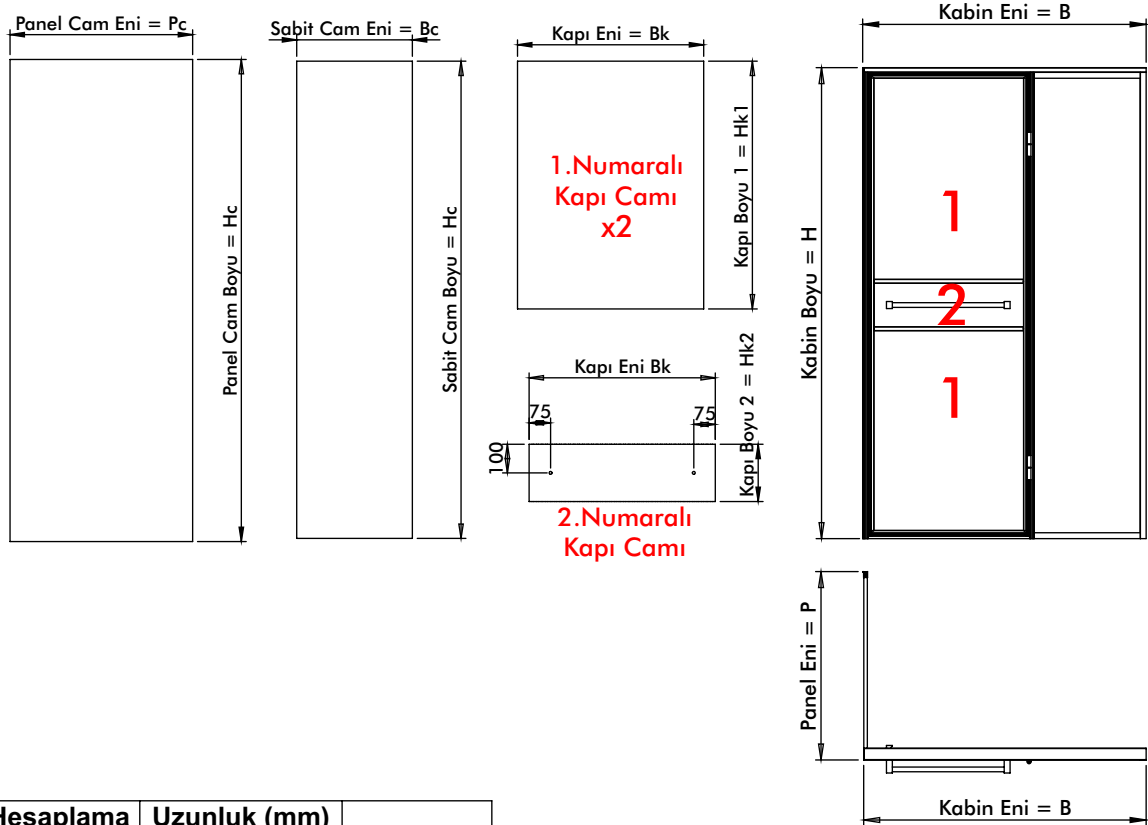 Panel Cam Eni = Pc
Panel Cam Boyu = Hc
Sabit Cam Eni = Bc
Sabit Cam Boyu = Hc
Kapı Eni = Bk
1.Numaralı
Kapı Camı
x2
Kapı Boyu 1 = Hk1
Kapı Eni Bk
75
75
100
Kapı Boyu 2 = Hk2
2.Numaralı
Kapı Camı
Kabin Eni = B
Kabin Boyu = H
1
2
1
Panel Eni = P
Kabin Eni = B
Hesaplama
Uzunluk (mm)